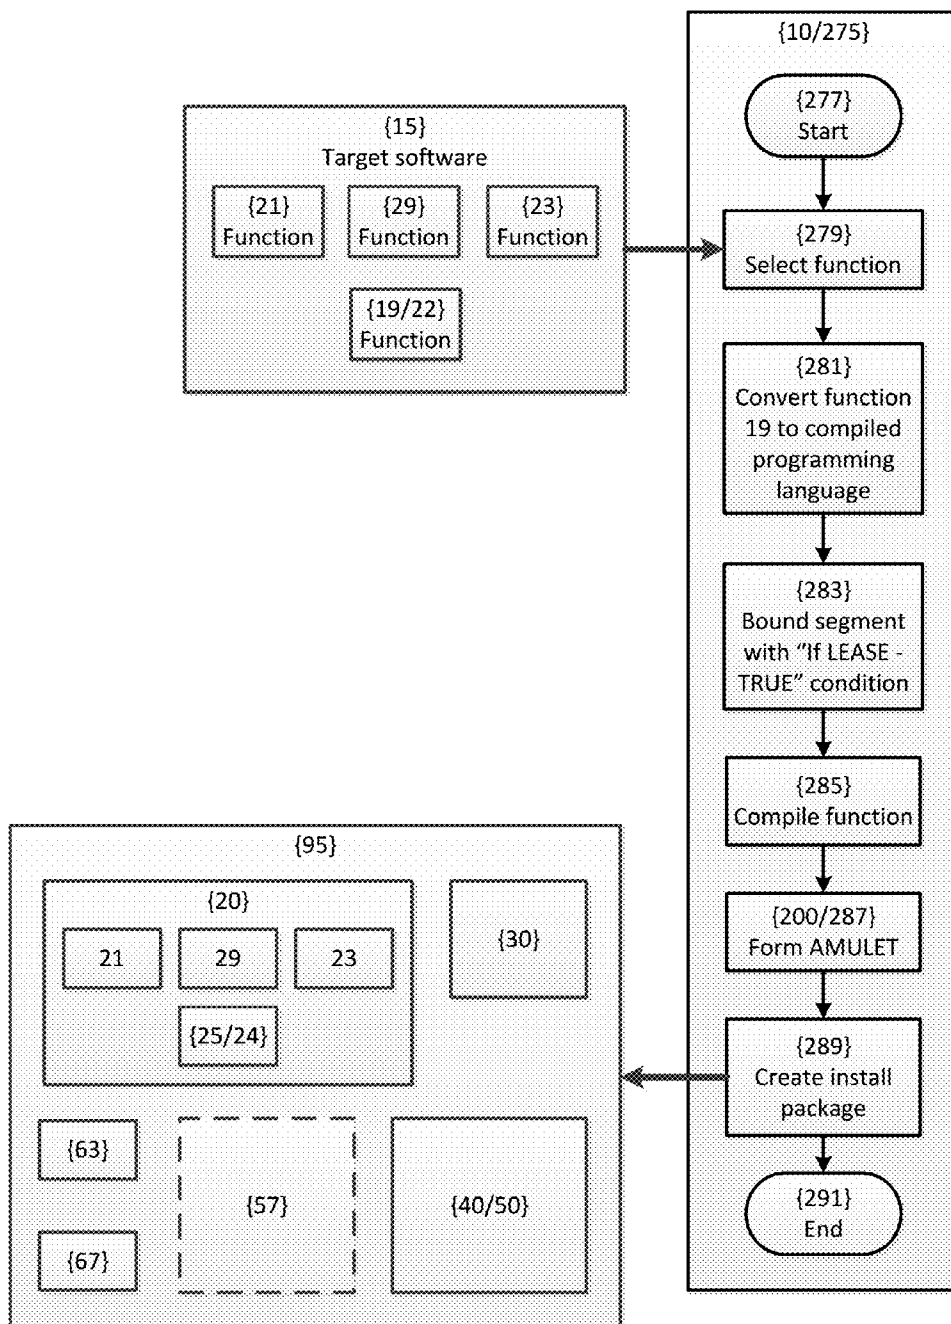 {10/275}
{277}
Start
{15}
Target software
{21}
Function
{29}
Function
{23}
Function
{19/22}
Function
{279}
Select function
{281}
Convert function
19 to compiled
programming
language
{283}
Bound segment
with “If LEASE -
TRUE” condition
{285}
Compile function
{200/287}
Form AMULET
{289}
Create install
package
{291}
End
{95}
{20}
21
29
23
{25/24}
{30}
{63}
{67}
{57}
{40/50}